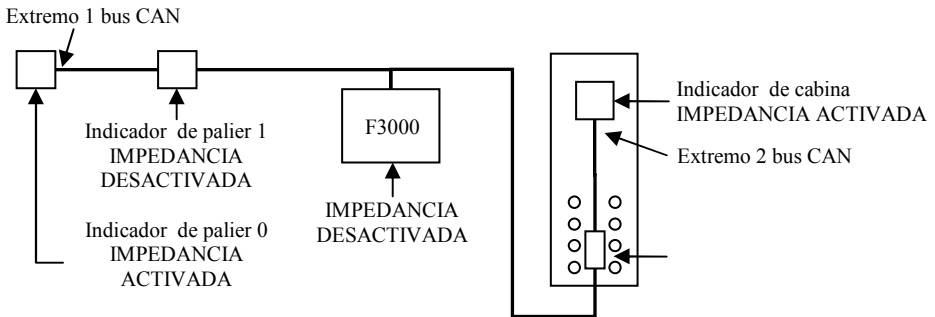 Extremo 1 bus CAN
Indicador de palier 1
IMPEDANCIA
DESACTIVADA
Indicador de palier 0
IMPEDANCIA
ACTIVADA
F3000
IMPEDANCIA
DESACTIVADA
Indicador de cabina
IMPEDANCIA ACTIVADA
Extremo 2 bus CAN